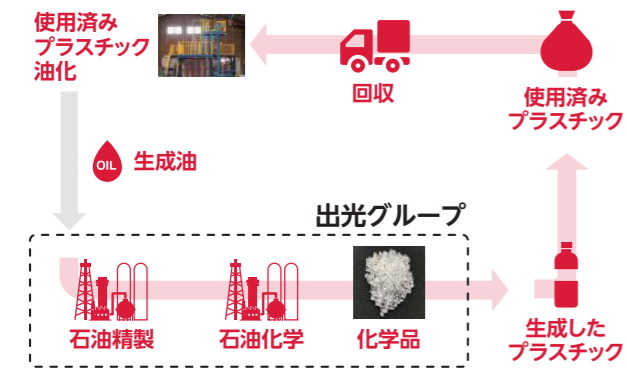 使用済み
プラスチック
油化
回収
使用済み
プラスチック
OIL 生成油
出光グループ
石油精製
石油化学
化学品
生成した
プラスチック